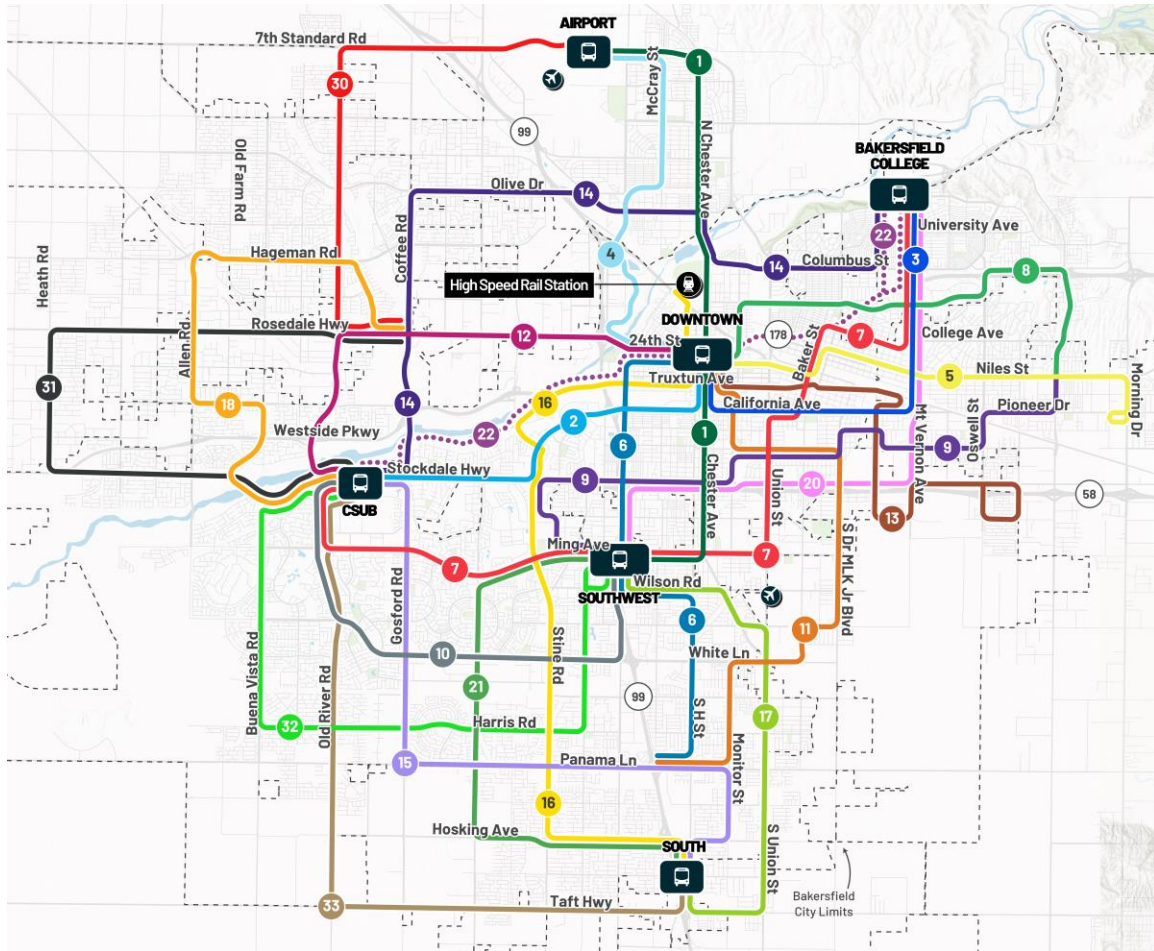 AIRPORT
7th Standard Rd
1
30
McCray St
99
N Chester Ave
BAKERSFIELD
COLLEGE
Old Farm Rd
Olive Dr
14
Coffee Rd
University Ave
22
3
Columbus St
14
4
Hageman Rd
8
Heath Rd
High Speed Rail Station
Rosedale Hwy
12
24th St
DOWNTOWN
178
Baker St
7
College Ave
Allen Rd
31
Truxtun Ave
5
Niles St
Morning Dr
18
14
16
California Ave
Pioneer Dr
Oswell St
Westside Pkwy
22
2
6
1
Mt Vernon Ave
9
Stockdale Hwy
CSUB
9
Chester Ave
Union St
20
58
13
Ming Ave
7
7
SOUTHWEST
Wilson Rd
S Dr MLK Jr Blvd
Gosford Rd
6
11
10
Stine Rd
White Ln
Buena Vista Rd
Old River Rd
21
99
S H St
17
32
Harris Rd
15
Panama Ln
Monitor St
16
Hosking Ave
SOUTH
S Union St
Bakersfield
City Limits
33
Taft Hwy